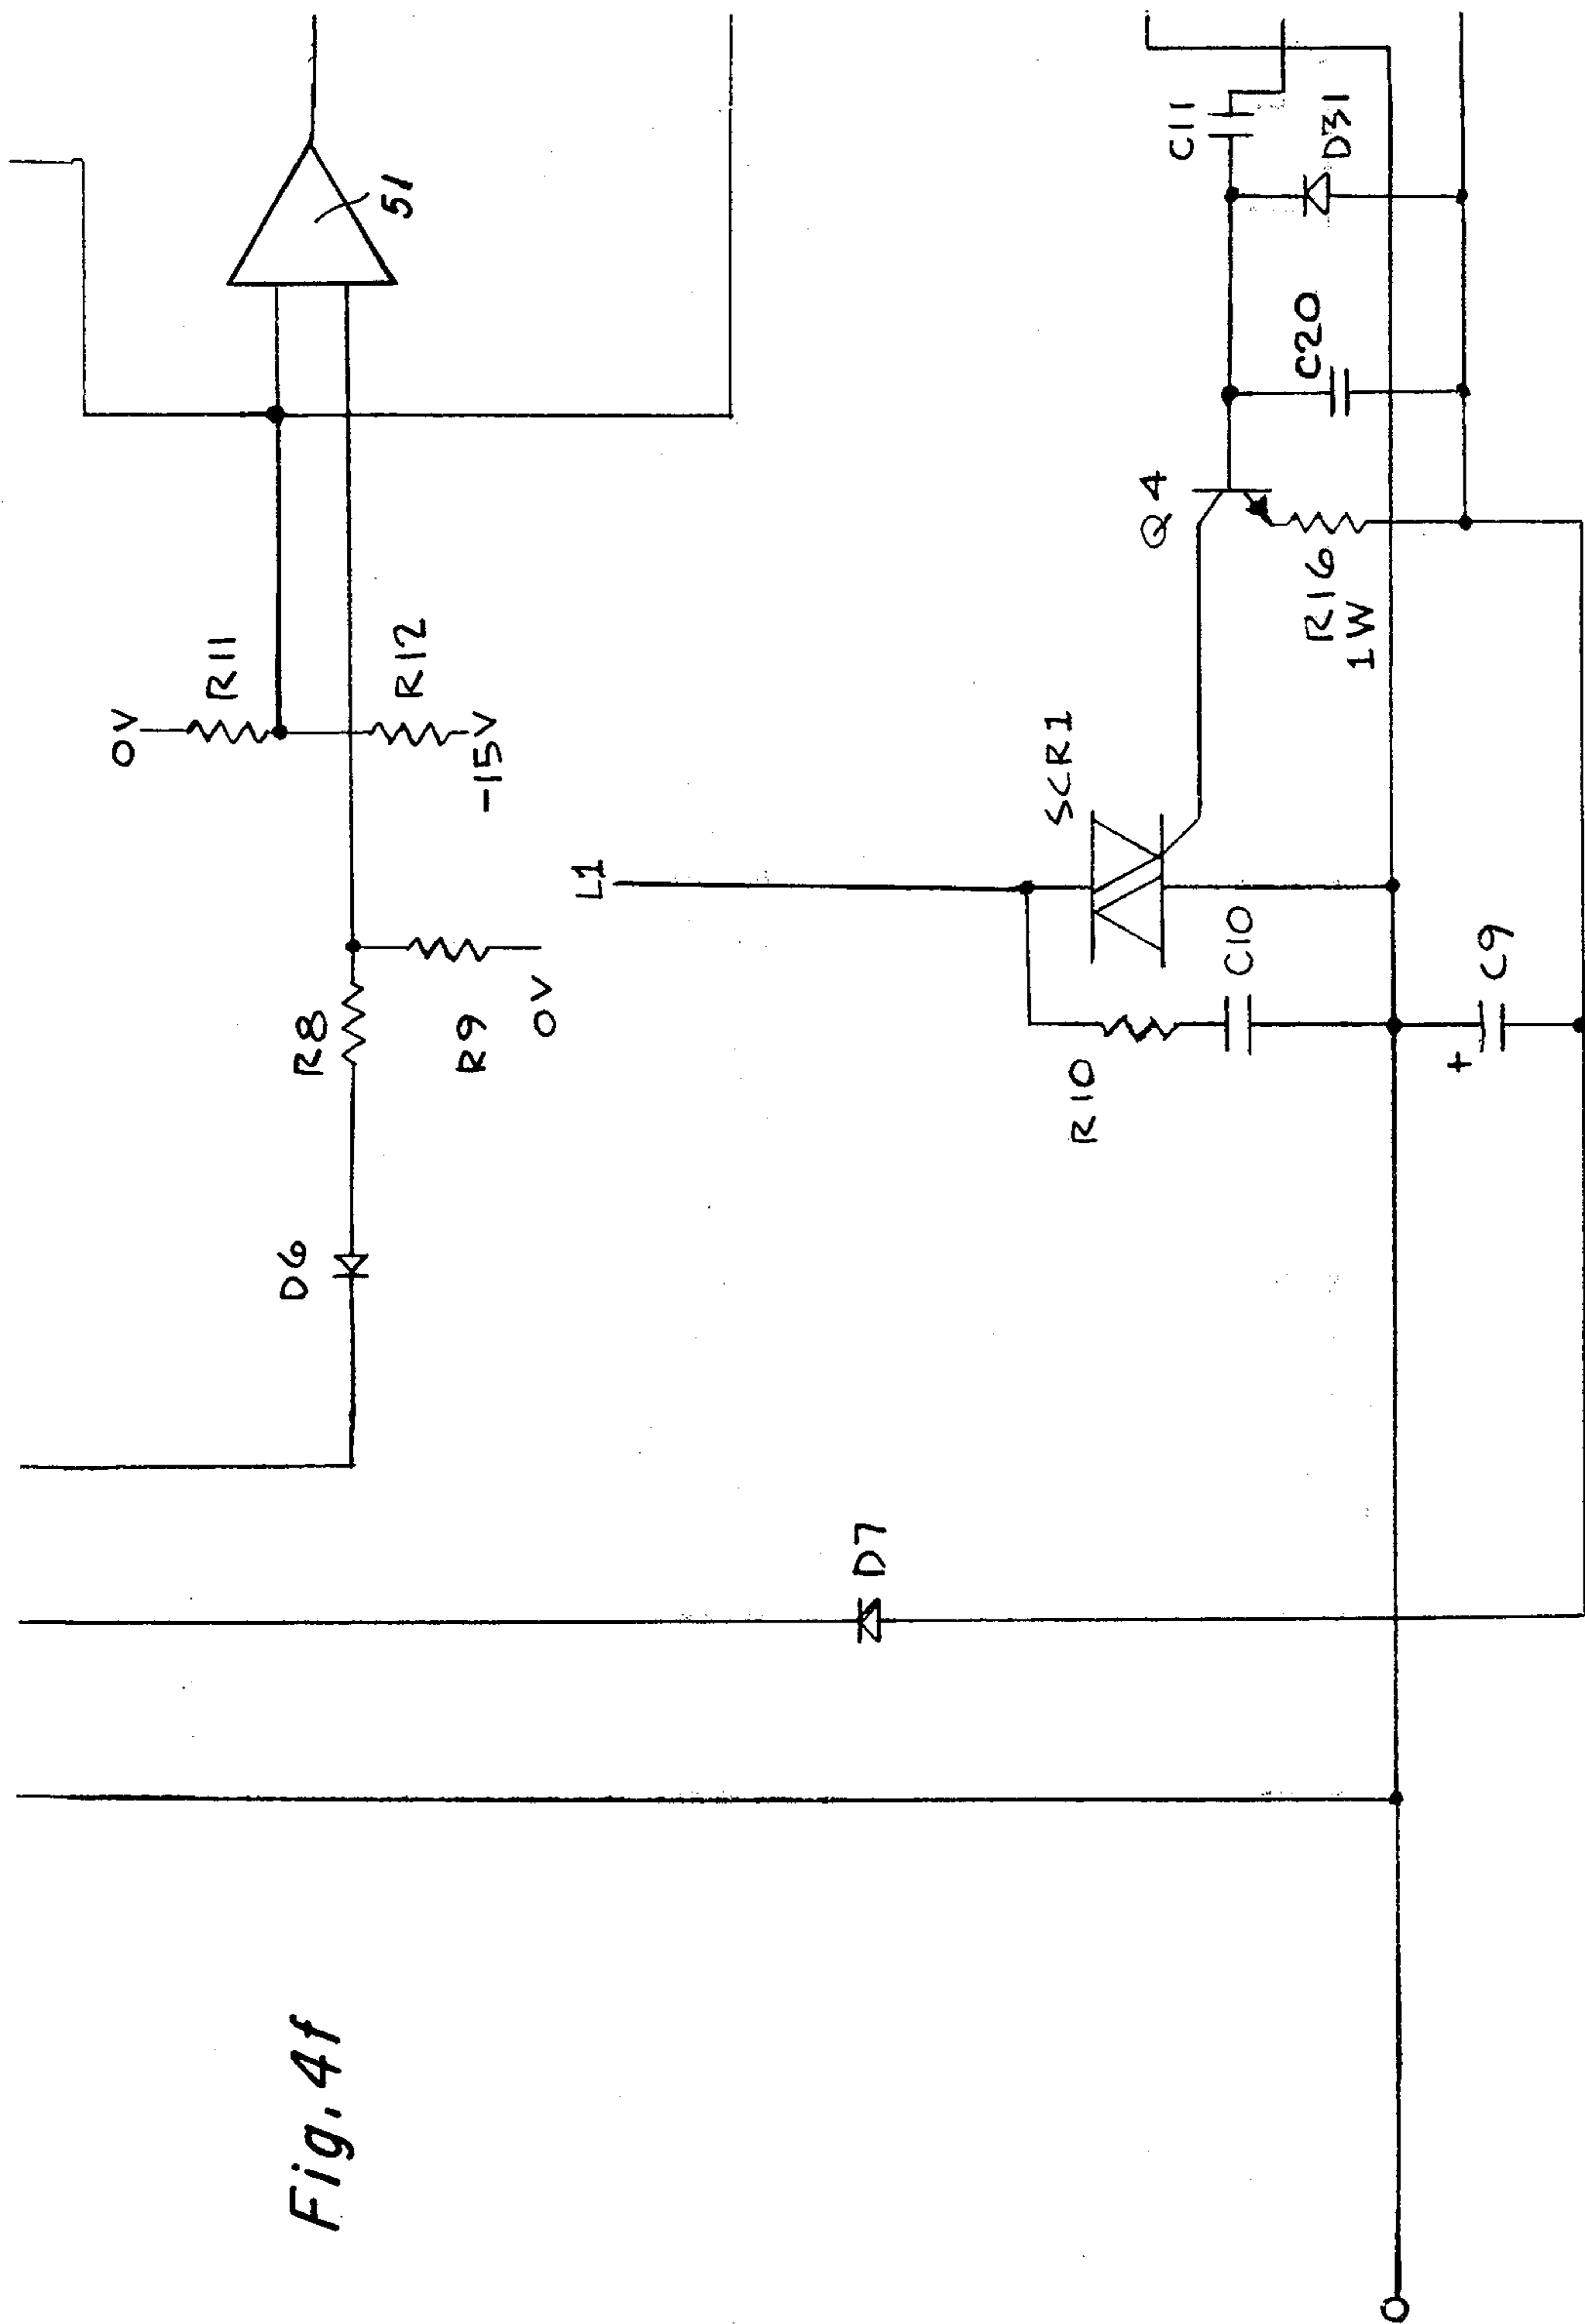 Fig. 4f
D6
R8
R9
0V
0V
R11
R12
-15V
51
D7
L1
SCR1
R10
C10
+
C9
Q4
R16
1W
C20
C11
D31